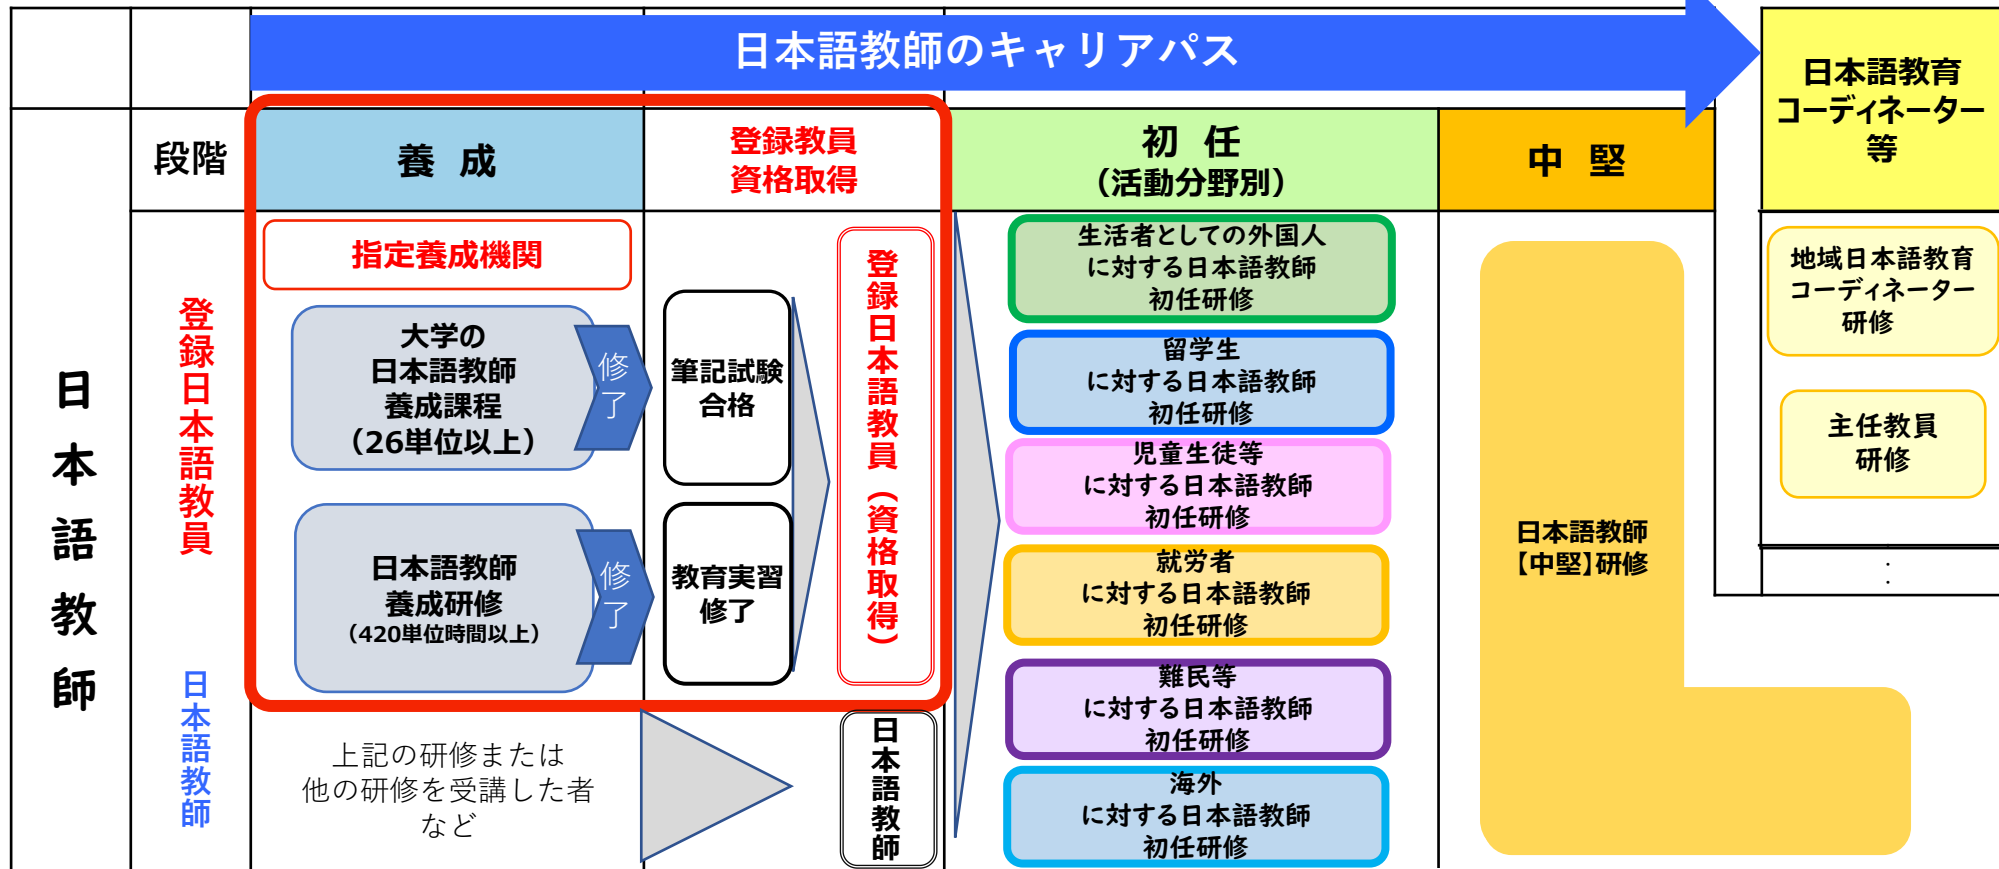 日本語教師のキャリアパス
日本語教育
コーディネーター
等
段階
養 成
登録教員
資格取得
初 任
（活動分野別）
中 堅
日本語教師
登録日本語教員
日本語教師
指定養成機関
大学の
日本語教師
養成課程
（26単位以上）
修了
日本語教師
養成研修
（420単位時間以上）
修了
筆記試験
合格
教育実習
修了
登録日本語教員（資格取得）
上記の研修または
他の研修を受講した者
など
日本語教師
生活者としての外国人
に対する日本語教師
初任研修
留学生
に対する日本語教師
初任研修
児童生徒等
に対する日本語教師
初任研修
就労者
に対する日本語教師
初任研修
難民等
に対する日本語教師
初任研修
海外
に対する日本語教師
初任研修
日本語教師
【中堅】研修
地域日本語教育
コーディネーター
研修
主任教員
研修
：